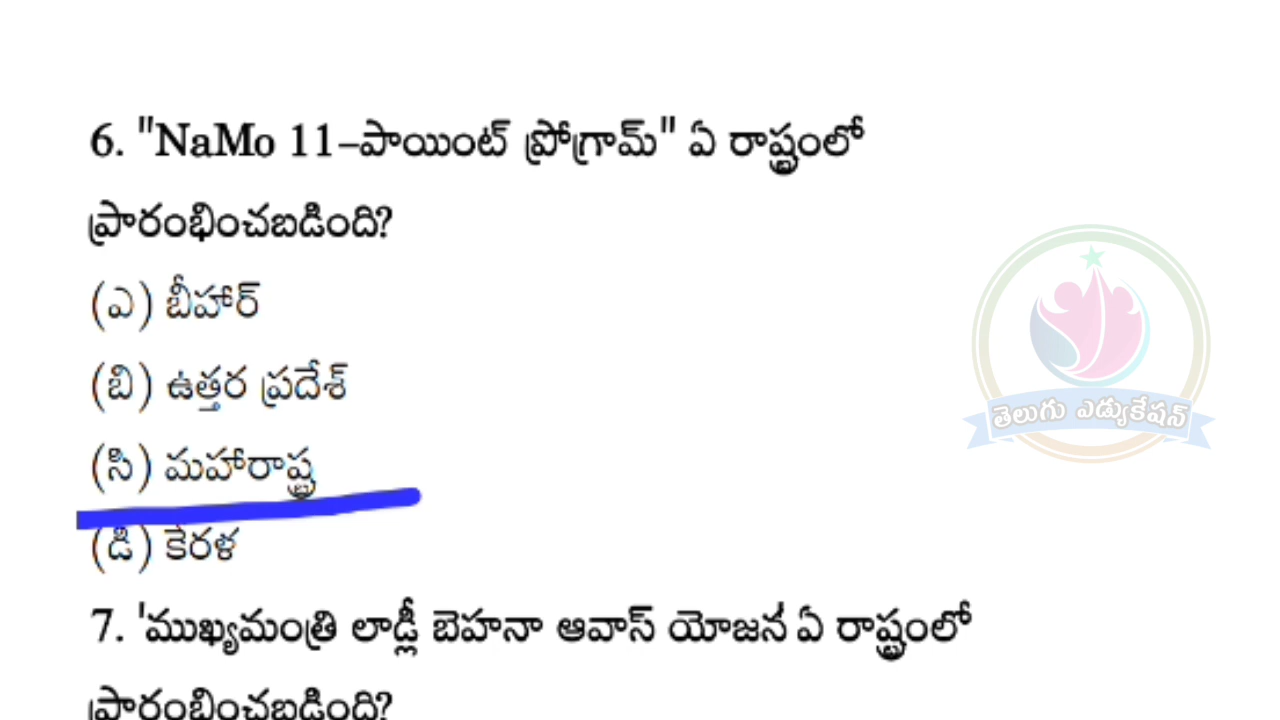 6. "NaMo 11-పాయింట్ ప్రోగ్రామ్" ఏ రాష్ట్రంలో
ప్రారంభించబడింది?
(ఎ) బీహార్
(బి) ఉత్తర ప్రదేశ్
(సి) మహారాష్ట్ర
(డి) కేరళ
7. 'ముఖ్యమంత్రి లాడ్లీ బెహనా ఆవాస్ యోజన' ఏ రాష్ట్రంలో
ప్రారంభించబడింది?
తెలుగు ఎడ్యుకేషన్